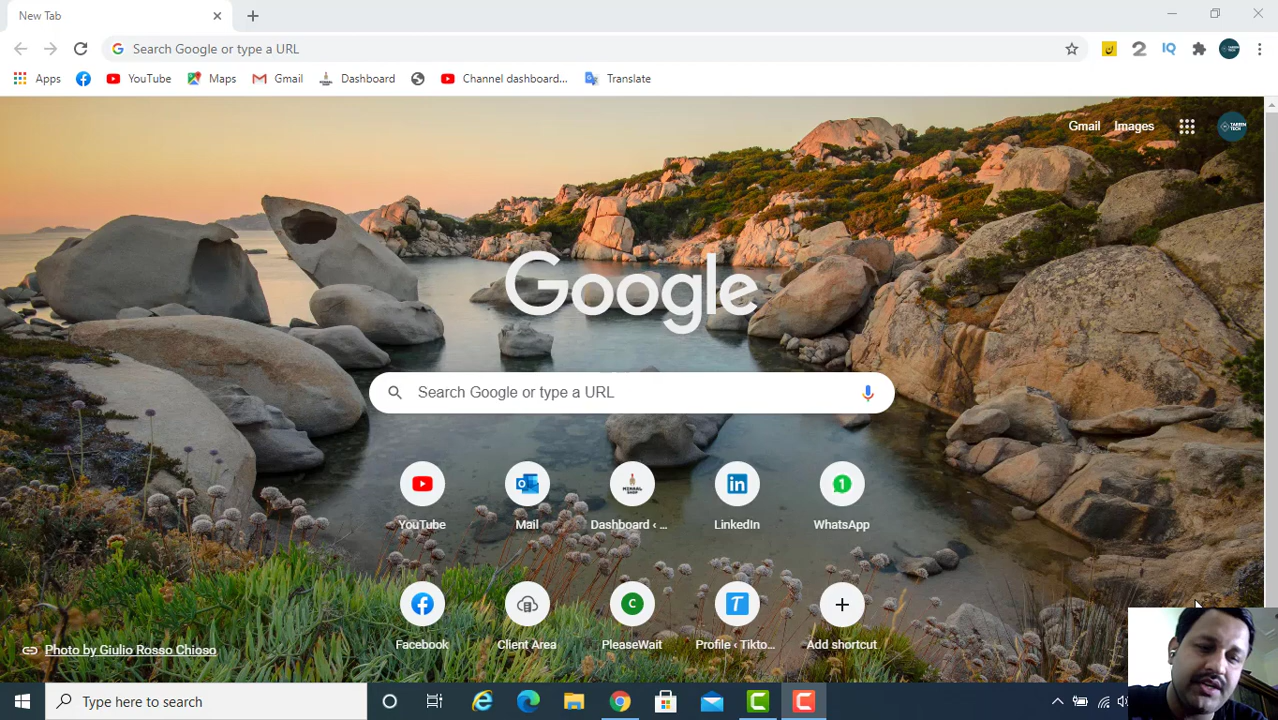 New Tab
Search Google or type a URL
Apps
YouTube
Maps
Gmail
Dashboard
Channel dashboard...
Translate
Gmail
Images
TAREEN
TECH
Google
Search Google or type a URL
YouTube
Mail
Dashboard ‹ ...
LinkedIn
WhatsApp
Facebook
Client Area
PleaseWait
Profile ‹ Tikto...
Add shortcut
Photo by Giulio Rosso Chioso
Type here to search